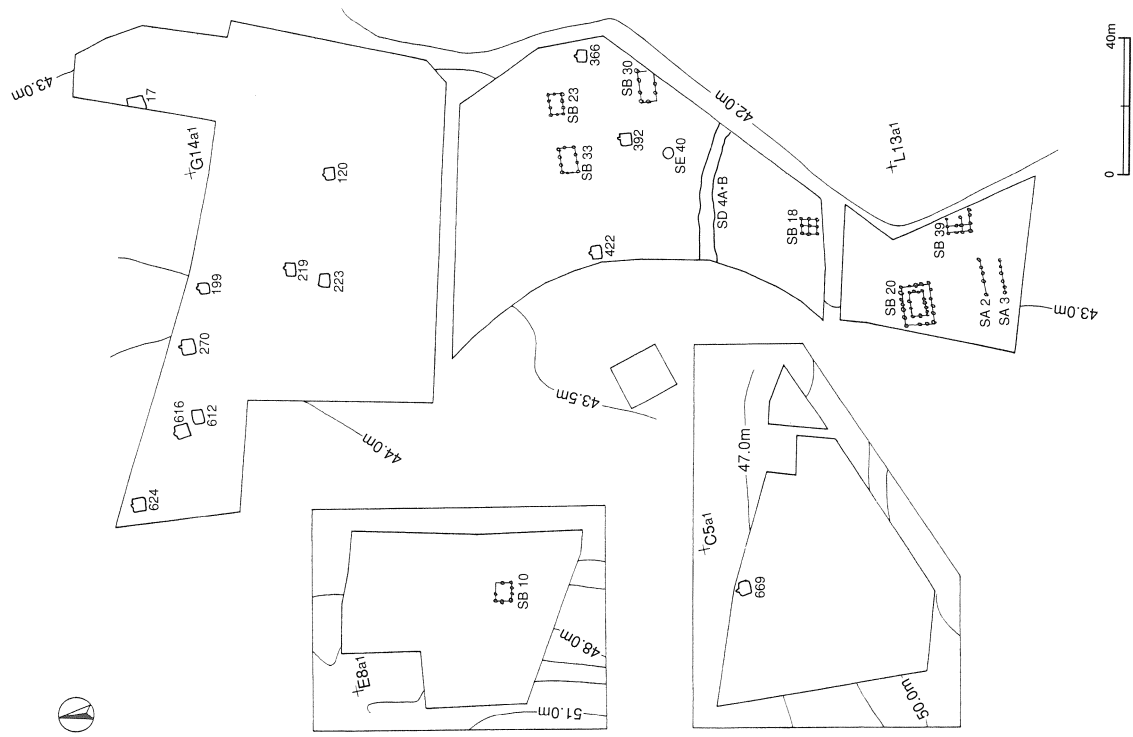 43.0m
17
G14a1
120
199
219
223
270
616
612
624
44.0m
366
SB 23
SB 30
SB 33
392
SE 40
42.0m
422
SD 4A・B
SB 18
43.5m
L13a1
SB 39
SB 20
SA 2
SA 3
43.0m
0 40m
E8a1
SB 10
48.0m
51.0m
47.0m
C5a1
669
50.0m